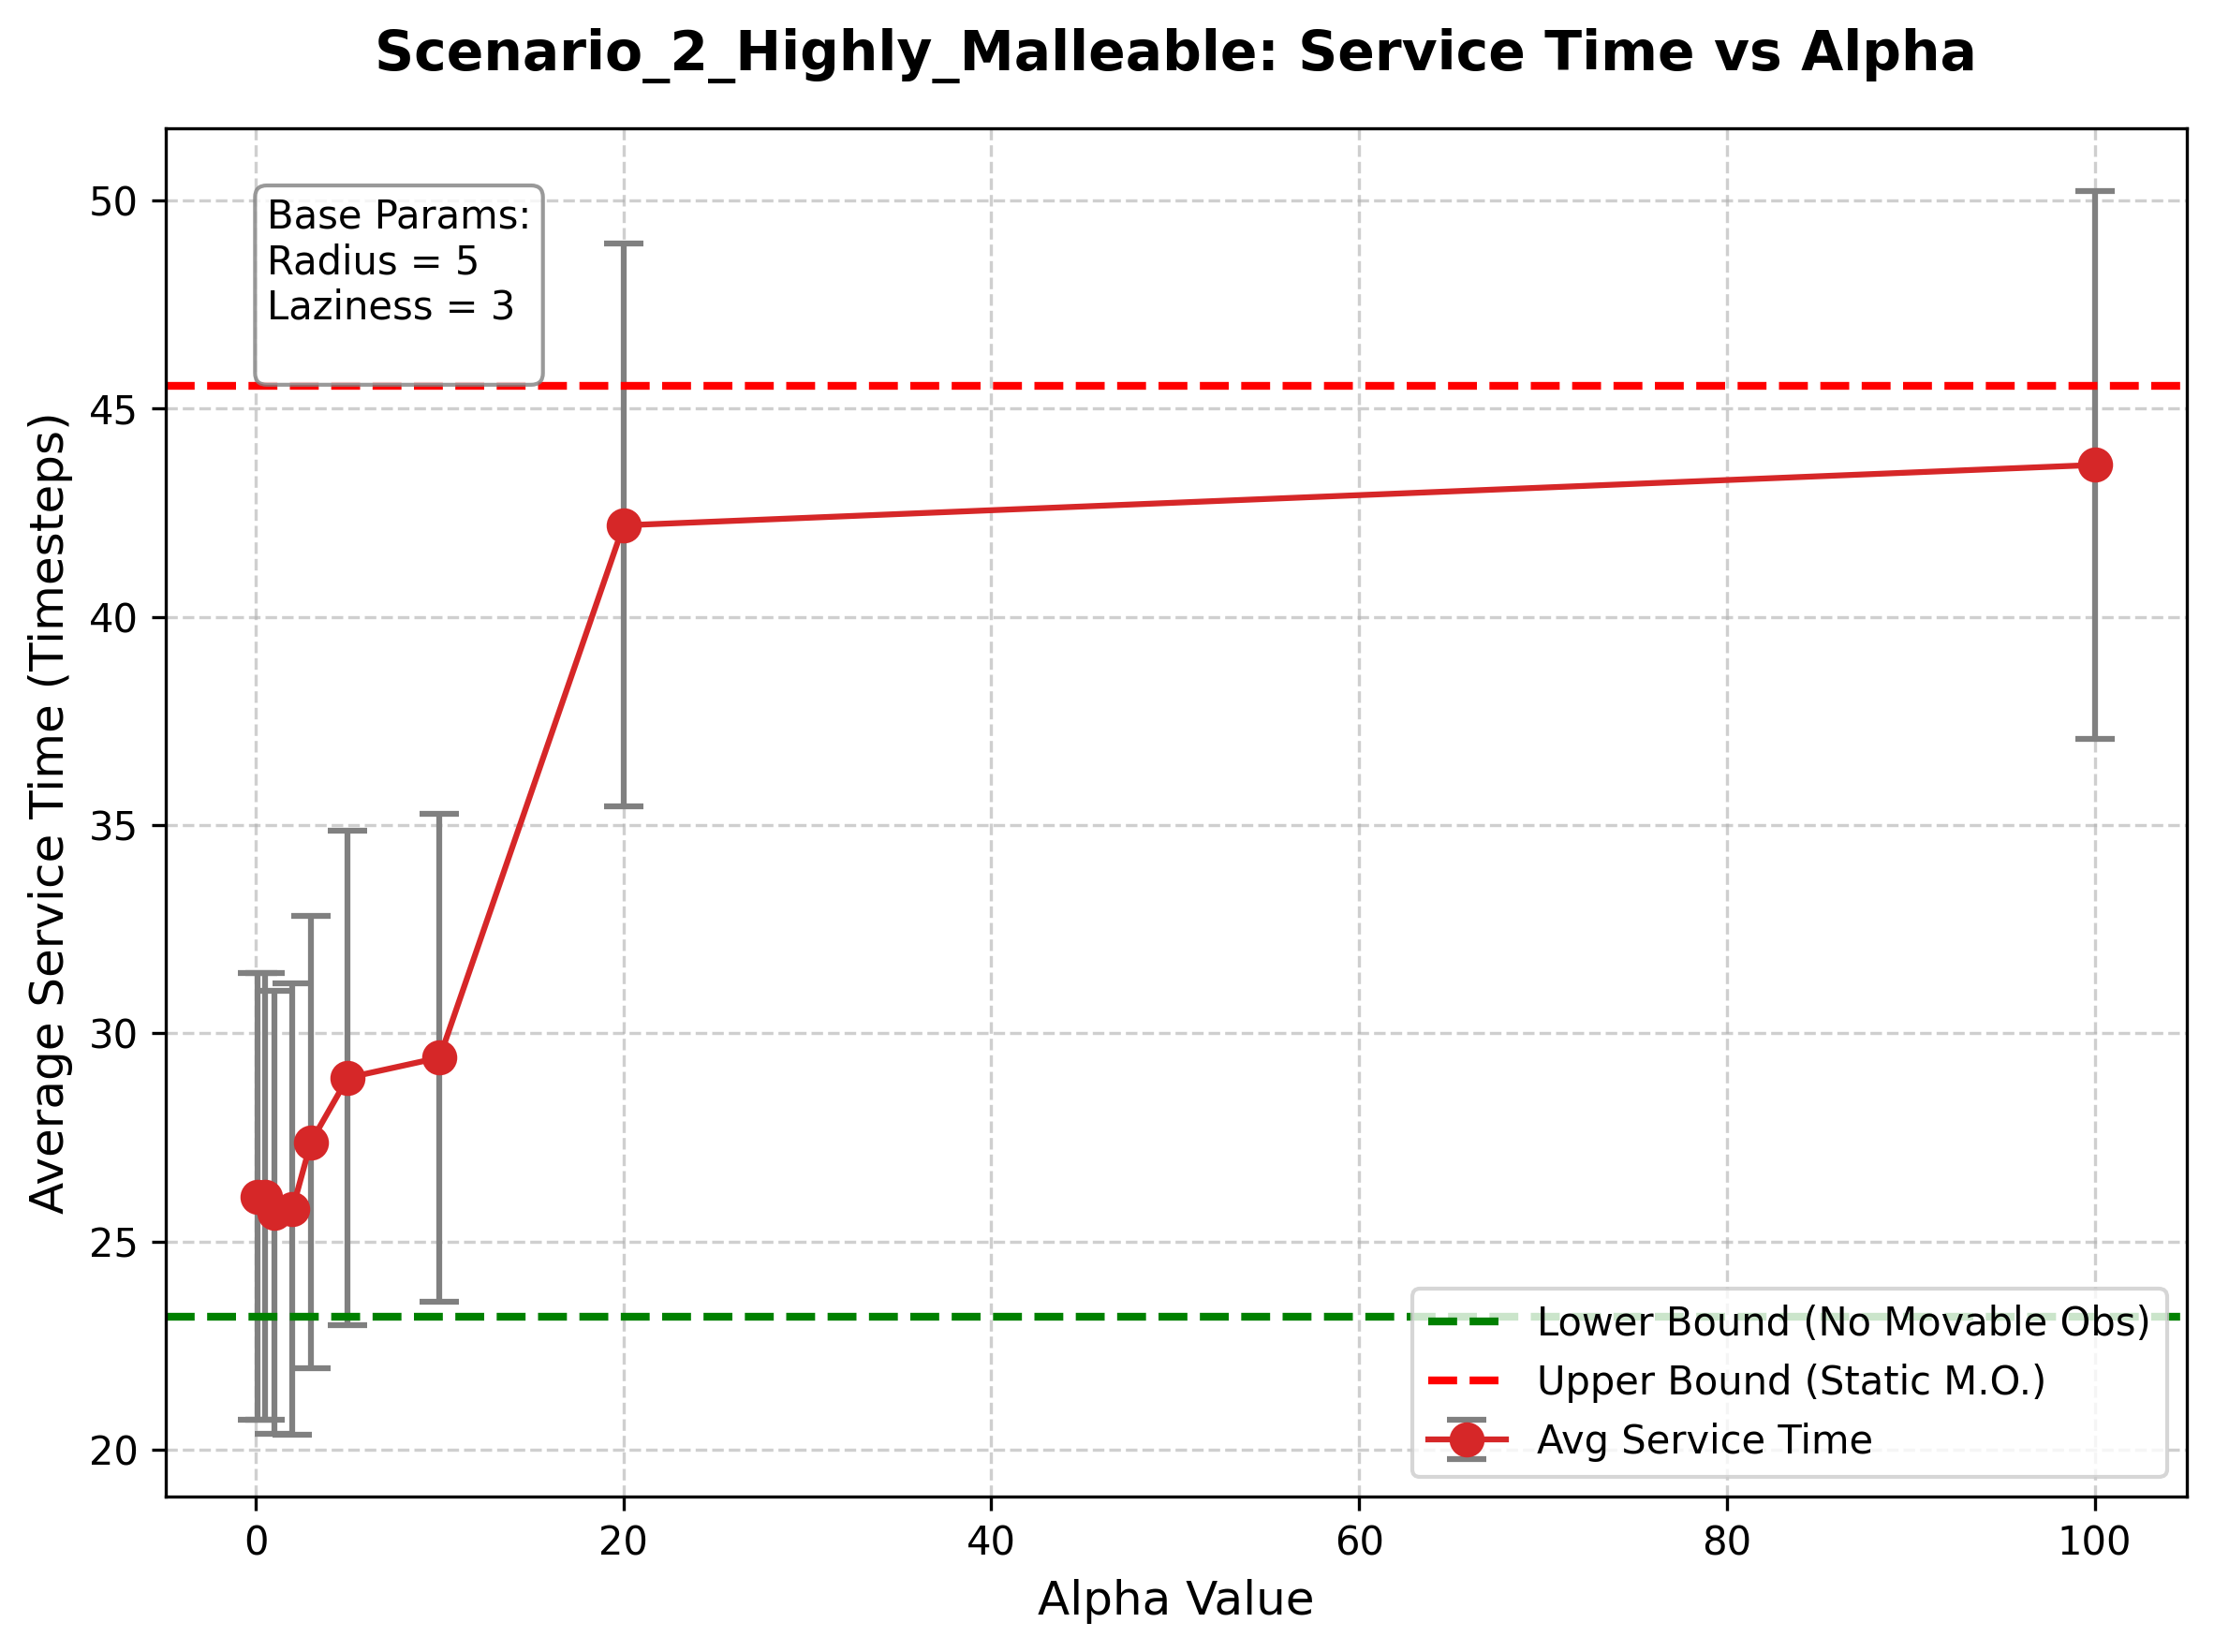 Scenario_2_Highly_Malleable: Service Time vs Alpha
Base Params:
Radius = 5
Laziness = 3
50
45
40
35
30
25
20
Average Service Time (Timesteps)
Lower Bound (No Movable Obs)
Upper Bound (Static M.O.)
Avg Service Time
0
20
40
60
80
100
Alpha Value